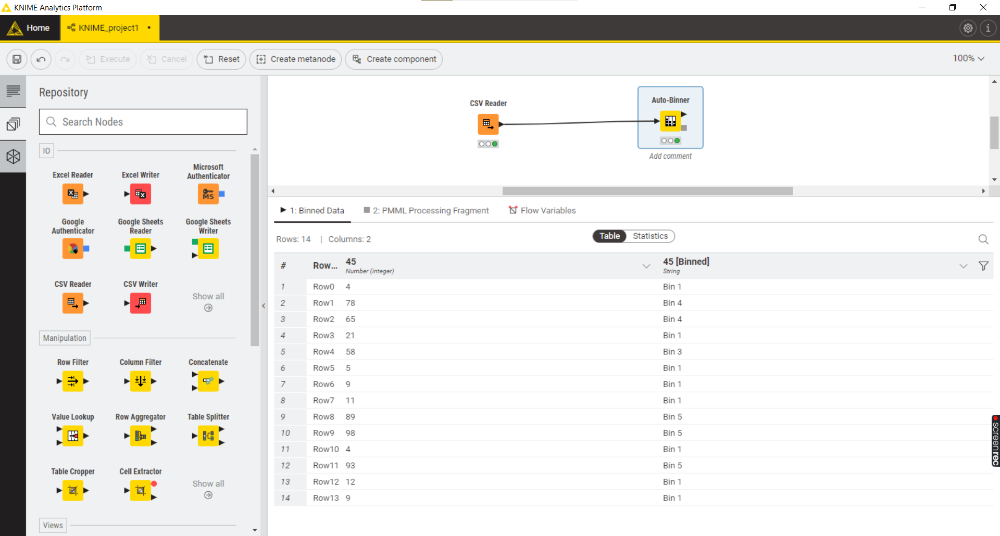 KNIME Analytics Platform
Home
KNIME_project1 •
Execute
Cancel
Reset
Create metanode
Create component
100%
Repository
Search Nodes
IO
Excel Reader
Excel Writer
Microsoft
Authenticator
MS
Google
Authenticator
Google Sheets
Reader
Google Sheets
Writer
CSV Reader
CSV Writer
Show all
Manipulation
Row Filter
Column Filter
Concatenate
Value Lookup
Row Aggregator
Table Splitter
Table Cropper
Cell Extractor
Show all
Views
CSV Reader
Auto-Binner
Add comment
1: Binned Data
2: PMML Processing Fragment
Flow Variables
Rows: 14 | Columns: 2
Table
Statistics
# Row... 45 45 [Binned]
Number (integer) String
1 Row0 4 Bin 1
2 Row1 78 Bin 4
3 Row2 65 Bin 4
4 Row3 21 Bin 1
5 Row4 58 Bin 3
6 Row5 5 Bin 1
7 Row6 9 Bin 1
8 Row7 11 Bin 1
9 Row8 89 Bin 5
10 Row9 98 Bin 5
11 Row10 4 Bin 1
12 Row11 93 Bin 5
13 Row12 12 Bin 1
14 Row13 9 Bin 1
screenrec